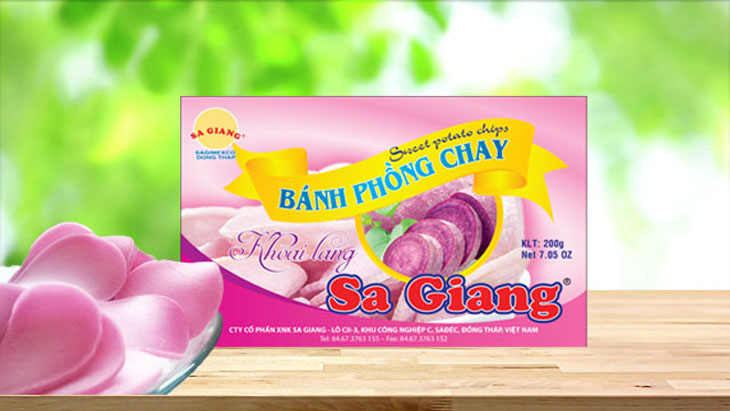 SA GIANG®
SAGIMEXCO
DONG THAP
Sweet potato chips
BÁNH PHỒNG CHAY
Khoai lang
KLT: 200g
Net 7.05 OZ
Sa Giang®
CTY CỔ PHẦN XNK SA GIANG - LÔ CII-3, KHU CÔNG NGHIỆP C, SAĐÉC, ĐỒNG THÁP, VIỆT NAM
Tel: 84.67.3763 155 – Fax: 84.67.3763 152